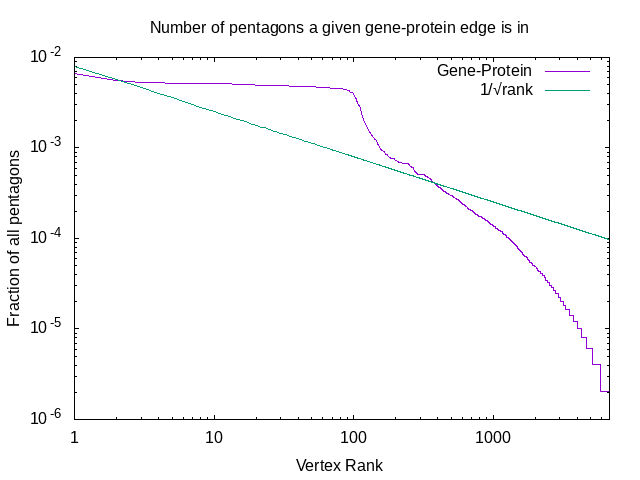 Number of pentagons a given gene-protein edge is in
Fraction of all pentagons
10^-2
10^-3
10^-4
10^-5
10^-6
Gene-Protein
1/√rank
1 10 100 1000
Vertex Rank